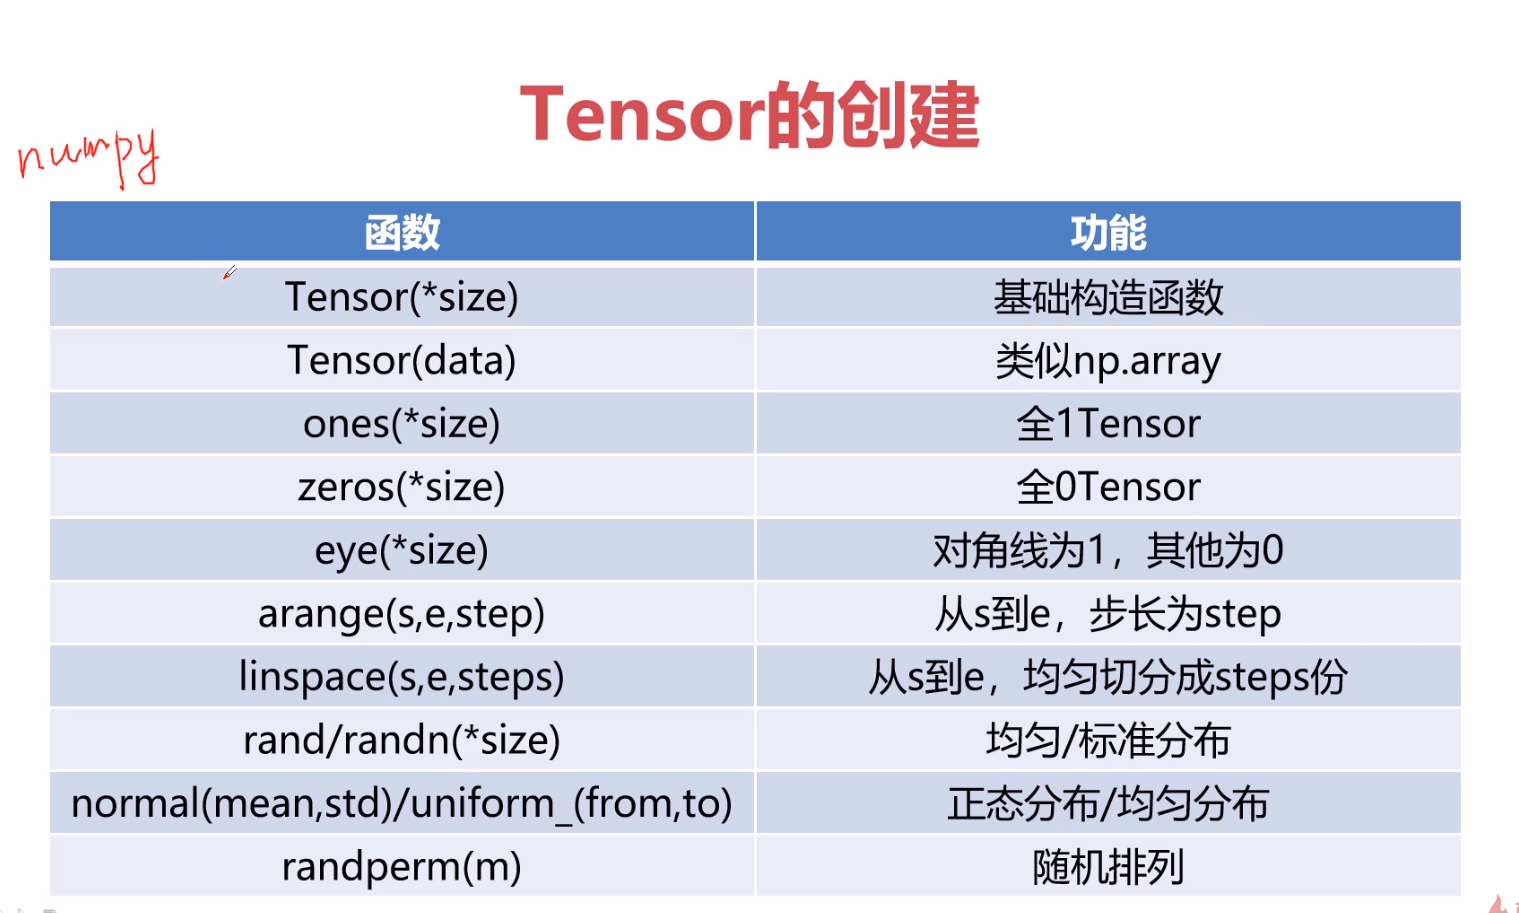 Tensor的创建
numpy
函数 功能
Tensor(*size) 基础构造函数
Tensor(data) 类似np.array
ones(*size) 全1Tensor
zeros(*size) 全0Tensor
eye(*size) 对角线为1，其他为0
arange(s,e,step) 从s到e，步长为step
linspace(s,e,steps) 从s到e，均匀切分成steps份
rand/randn(*size) 均匀/标准分布
normal(mean,std)/uniform_(from,to) 正态分布/均匀分布
randperm(m) 随机排列